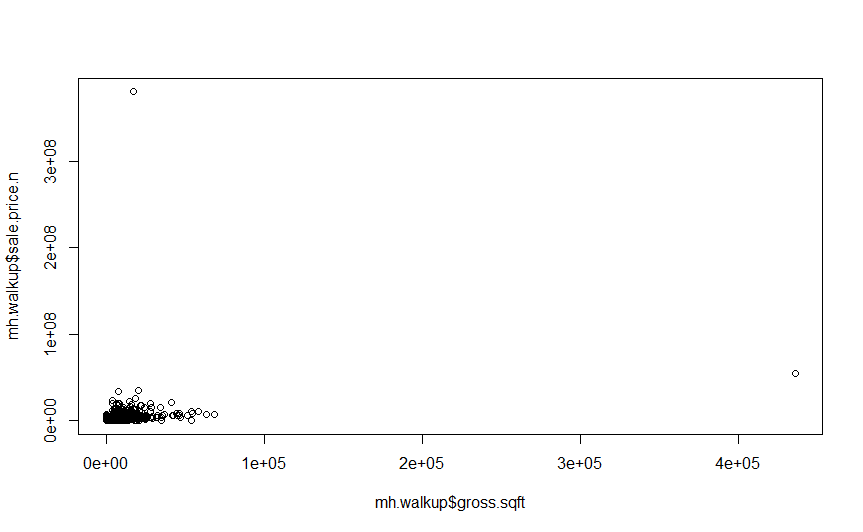 mh.walkup$sale.price.n
3e+08
2e+08
1e+08
0e+00
0e+00 1e+05 2e+05 3e+05 4e+05
mh.walkup$gross.sqft